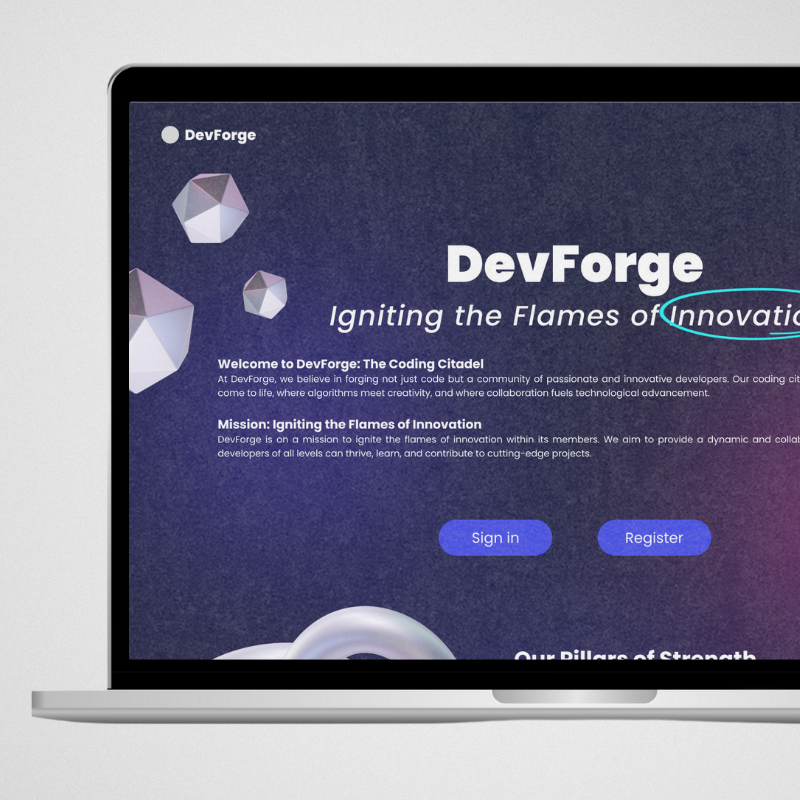 DevForge
DevForge
Igniting the Flames of
Welcome to DevForge: The Coding Citadel
At DevForge, we believe in forging not just code but a community of passionate and innovative developers. Our coding
come to life, where algorithms meet creativity, and where collaboration fuels technological advancement.
Mission: Igniting the Flames of Innovation
DevForge is on a mission to ignite the flames of innovation within its members. We aim to provide a dynamic and
developers of all levels can thrive, learn, and contribute to cutting-edge projects.
Sign in
Register
Our Pillars of Strength